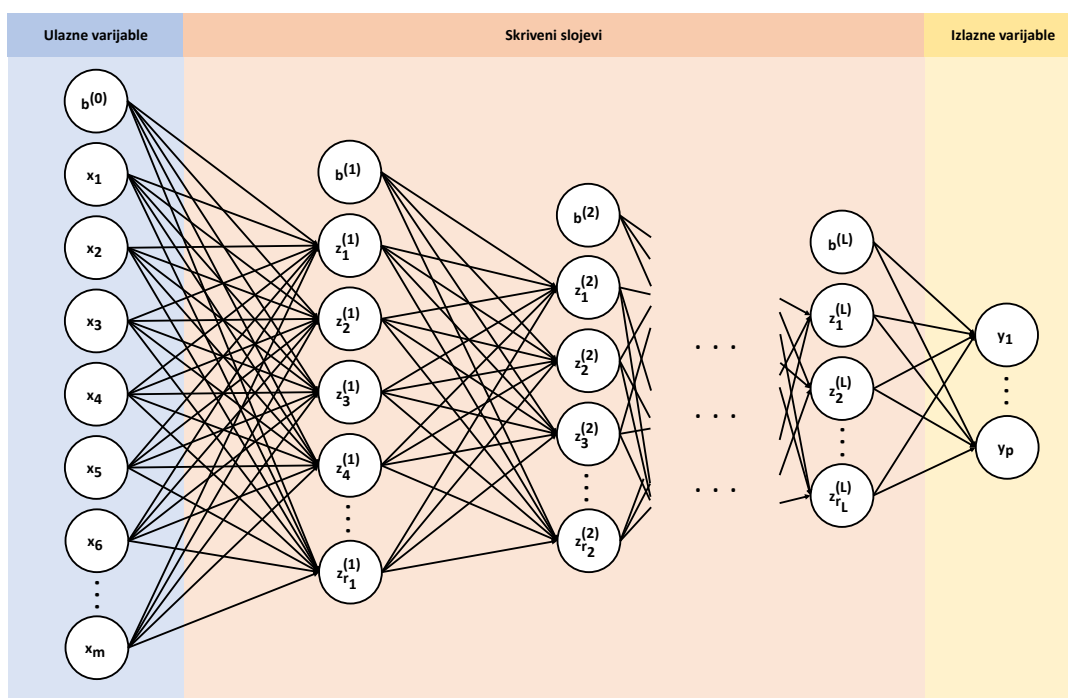 Ulazne varijable
Skriveni slojevi
Izlazne varijable
b(0)
x1
x2
x3
x4
x5
x6
xm
b(1)
z1(1)
z2(1)
z3(1)
z4(1)
zr1(1)
b(2)
z1(2)
z2(2)
z3(2)
zr2(2)
. . .
. . .
. . .
b(L)
z1(L)
z2(L)
zrL(L)
y1
yp